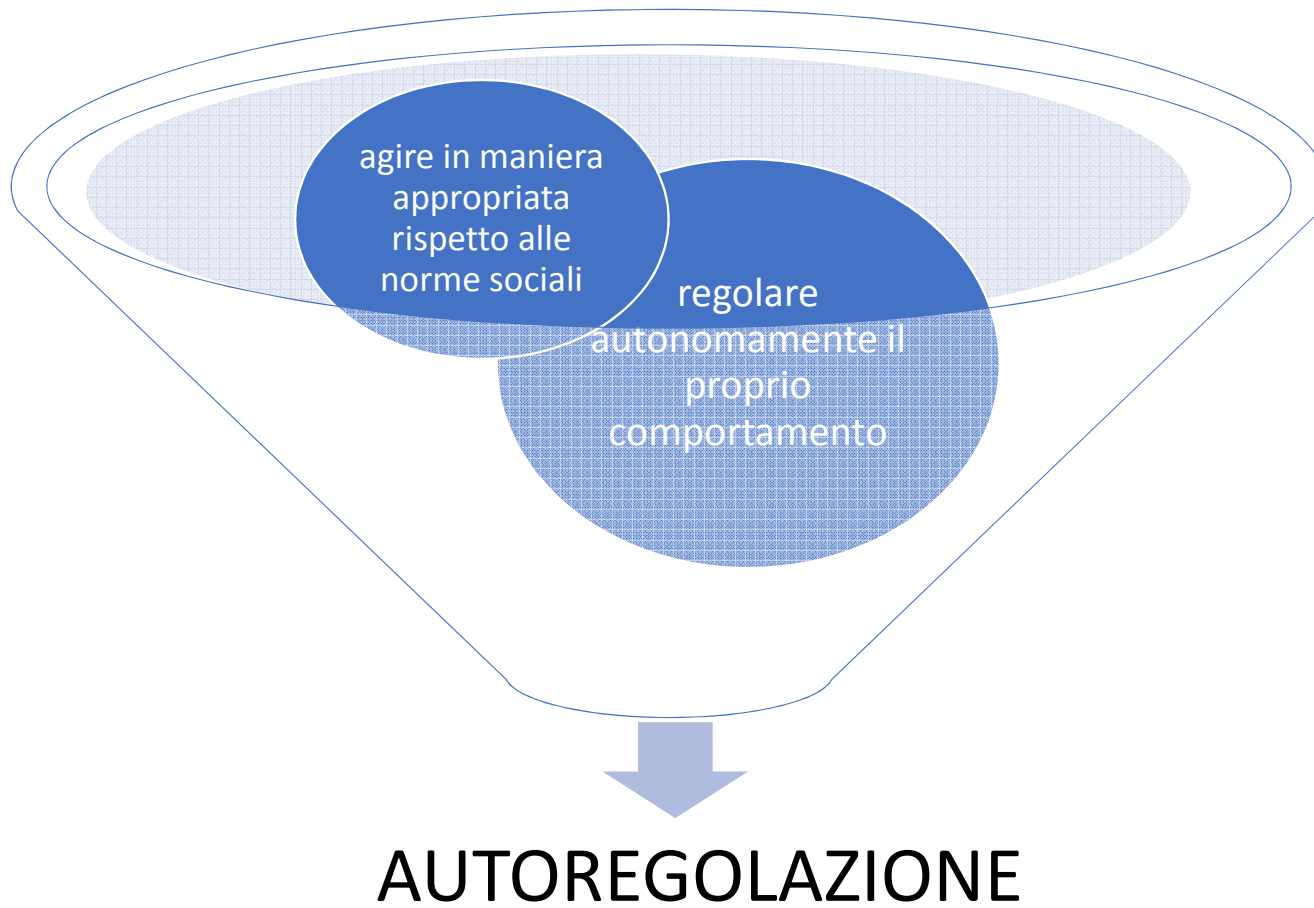 agire in maniera
appropriata
rispetto alle
norme sociali
regolare
autonomamente il
proprio
comportamento
AUTOREGOLAZIONE